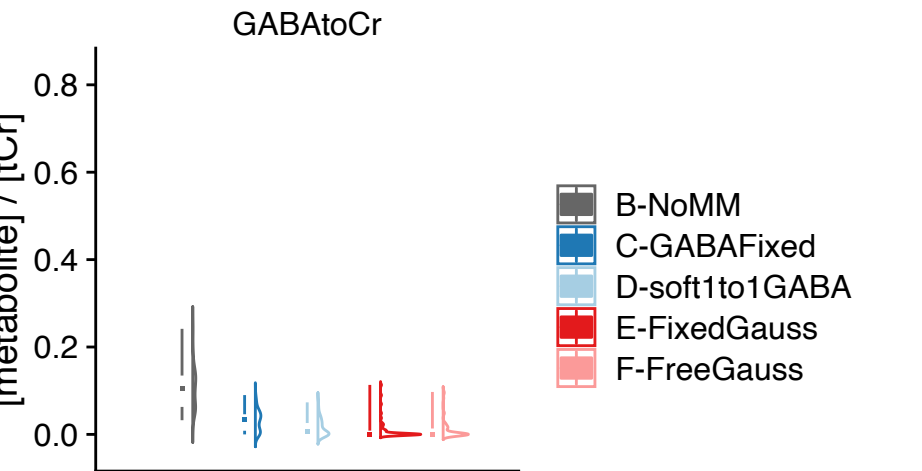 GABAtoCr
[metabolite] / [tCr]
0.8
0.6
0.4
0.2
0.0
B-NoMM
C-GABAFixed
D-soft1to1GABA
E-FixedGauss
F-FreeGauss